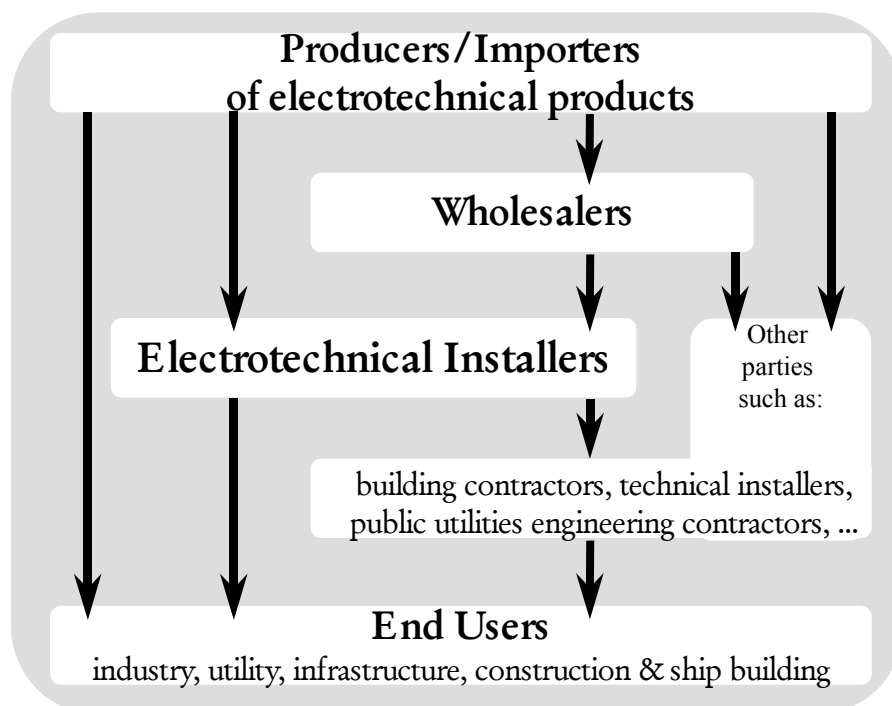 Producers/Importers
of electrotechnical products
Wholesalers
Electrotechnical Installers
Other
parties
such as:
building contractors, technical installers,
public utilities engineering contractors, ...
End Users
industry, utility, infrastructure, construction & ship building